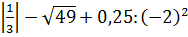 |1/3| − √49 + 0,25: (−2)²